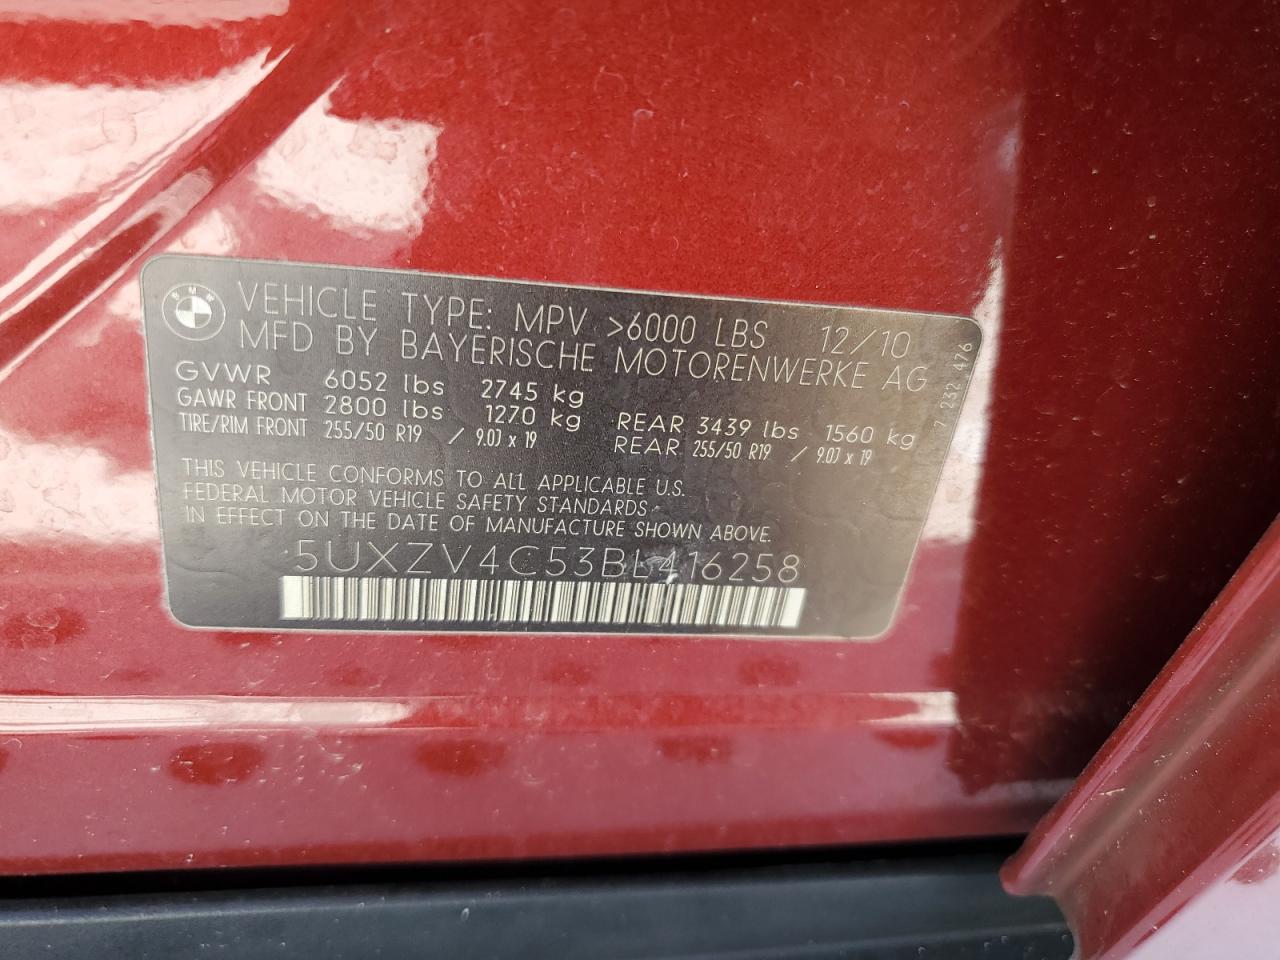 BMW
VEHICLE TYPE: MPV >6000 LBS 12/10
MFD BY BAYERISCHE MOTORENWERKE AG
GVWR 6052 lbs 2745 kg
GAWR FRONT 2800 lbs 1270 kg REAR 3439 lbs 1560 kg
TIRE/RIM FRONT 255/50 R19 / 9.0J x 19 REAR 255/50 R19 / 9.0J x 19
THIS VEHICLE CONFORMS TO ALL APPLICABLE U.S.
FEDERAL MOTOR VEHICLE SAFETY STANDARDS
IN EFFECT ON THE DATE OF MANUFACTURE SHOWN ABOVE.
5UXZV4C53BL416258
7 232 476